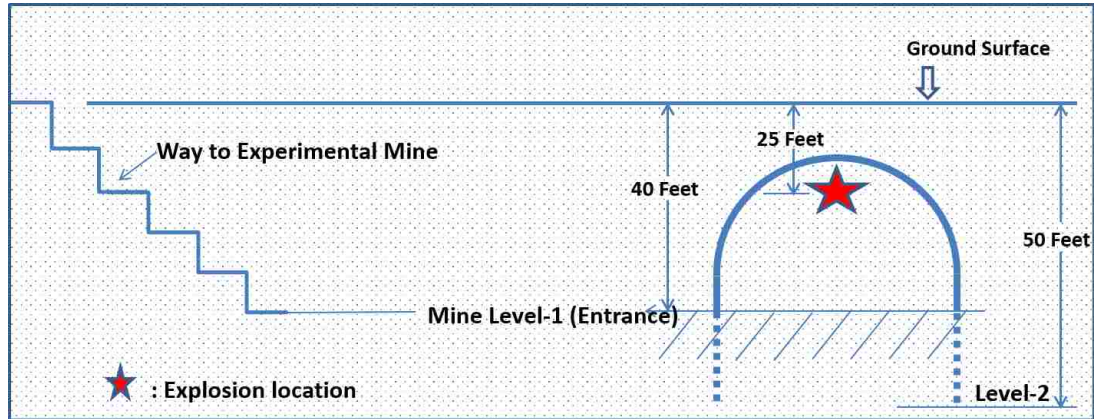 Ground Surface
25 Feet
Way to Experimental Mine
40 Feet
50 Feet
Mine Level-1 (Entrance)
: Explosion location
Level-2